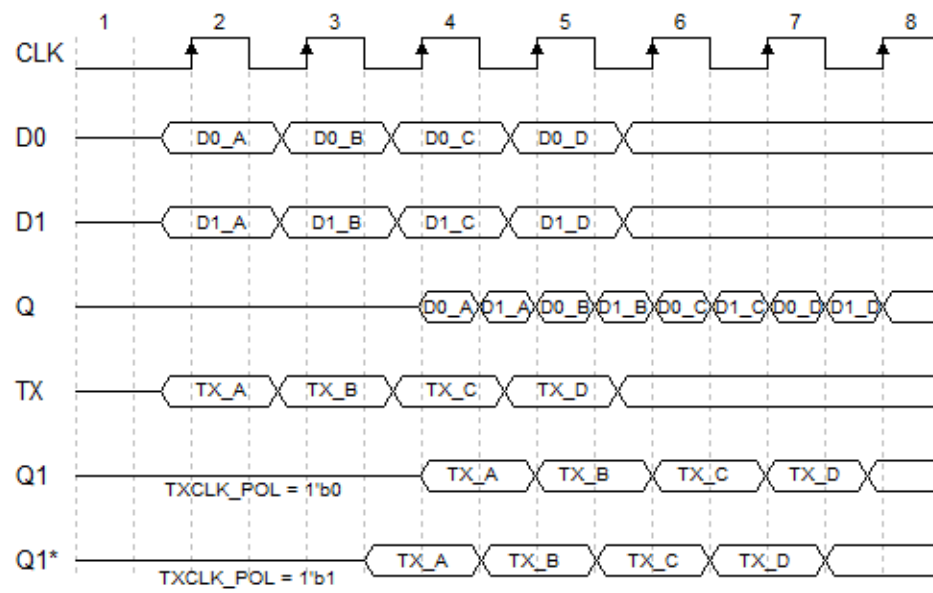 1 2 3 4 5 6 7 8
CLK
D0 D0_A D0_B D0_C D0_D
D1 D1_A D1_B D1_C D1_D
Q D0_A D1_A D0_B D1_B D0_C D1_C D0_D D1_D
TX TX_A TX_B TX_C TX_D
Q1 TX_A TX_B TX_C TX_D
TXCLK_POL = 1"b0
Q1* TX_A TX_B TX_C TX_D
TXCLK_POL = 1"b1